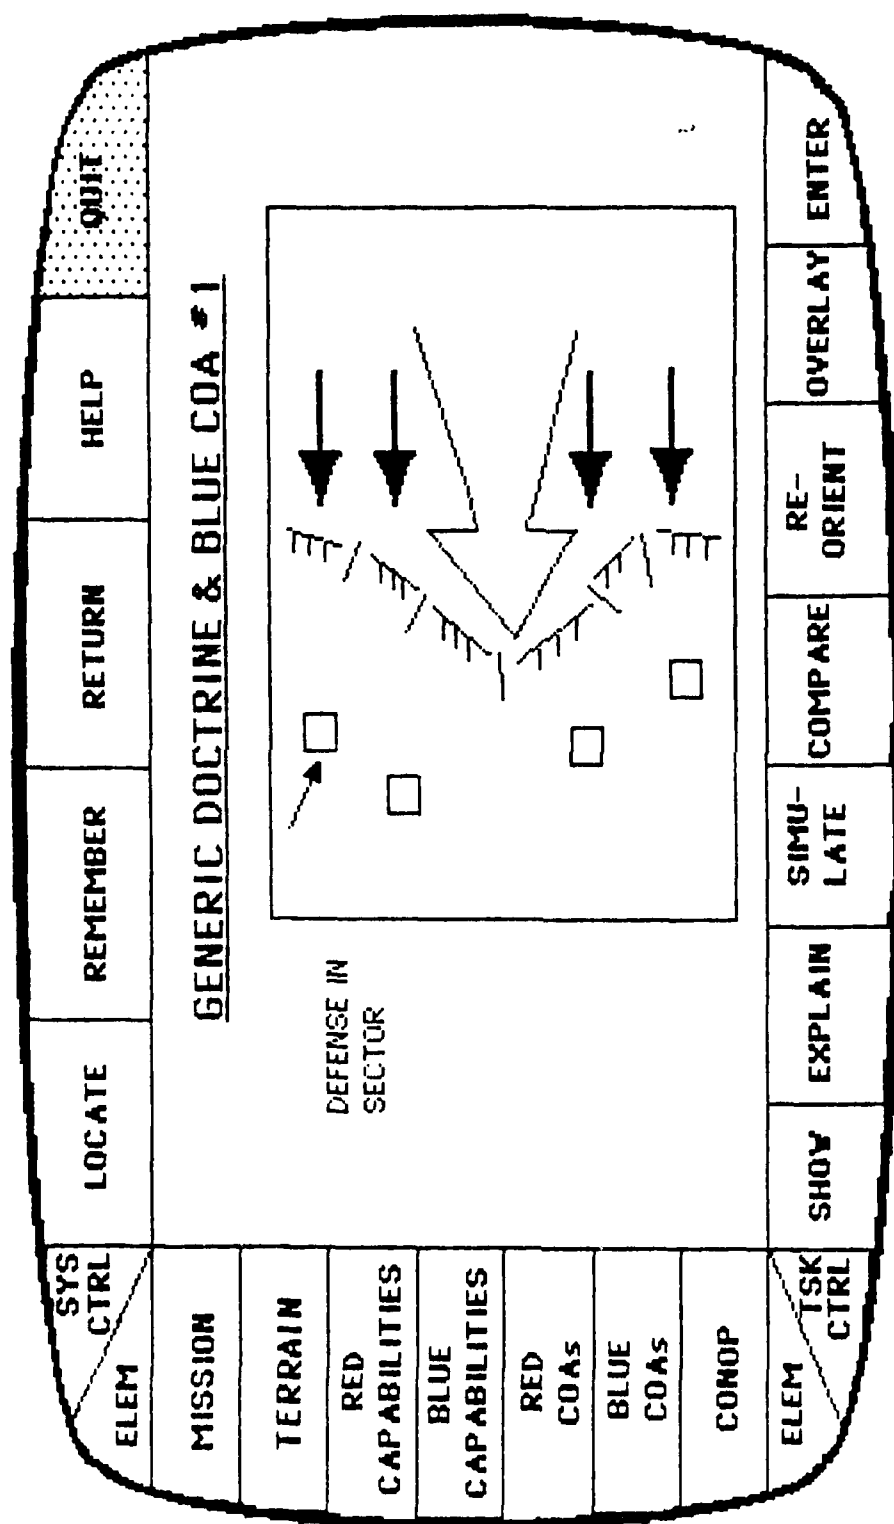 SYS
CTRL
ELEM
LOCATE
REMEMBER
RETURN
HELP
QUIT
MISSION
TERRAIN
RED
CAPABILITIES
BLUE
CAPABILITIES
RED
COAs
BLUE
COAs
CONOP
GENERIC DOCTRINE & BLUE COA #1
DEFENSE IN
SECTOR
ELEM
TSK
CTRL
SHOW
EXPLAIN
SIMU-
LATE
COMPARE
RE-
ORIENT
OVERLAY
ENTER